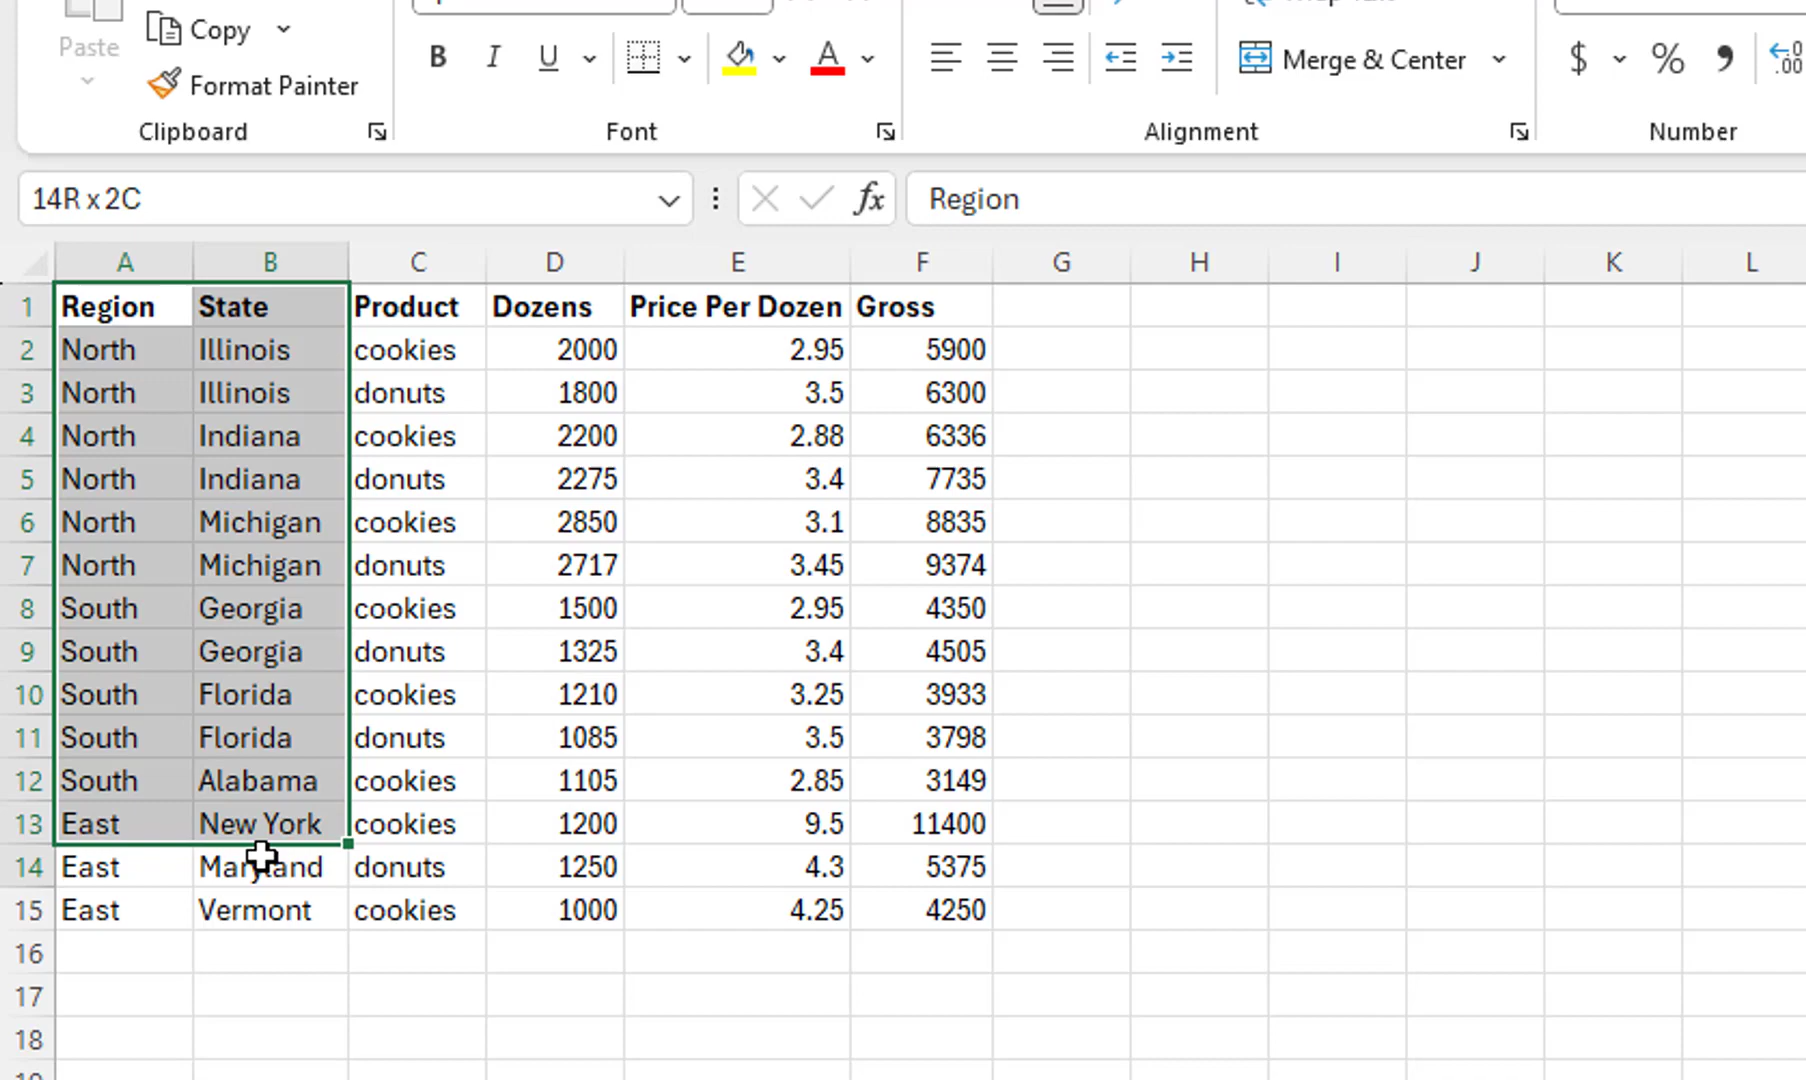 Copy
Paste
Format Painter
B I U A
Merge & Center
$ % , .00
Clipboard Font Alignment Number
14R x 2C fx Region
A B C D E F G H I J K L
1 Region State Product Dozens Price Per Dozen Gross
2 North Illinois cookies 2000 2.95 5900
3 North Illinois donuts 1800 3.5 6300
4 North Indiana cookies 2200 2.88 6336
5 North Indiana donuts 2275 3.4 7735
6 North Michigan cookies 2850 3.1 8835
7 North Michigan donuts 2717 3.45 9374
8 South Georgia cookies 1500 2.95 4350
9 South Georgia donuts 1325 3.4 4505
10 South Florida cookies 1210 3.25 3933
11 South Florida donuts 1085 3.5 3798
12 South Alabama cookies 1105 2.85 3149
13 East New York cookies 1200 9.5 11400
14 East Maryland donuts 1250 4.3 5375
15 East Vermont cookies 1000 4.25 4250
16
17
18